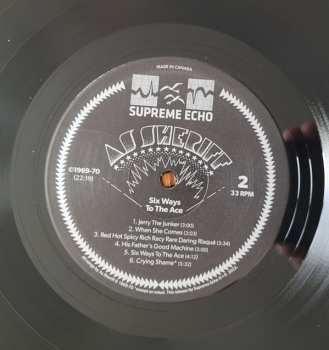 MADE IN CANADA
SUPREME ECHO
AS SHERIFF
©1969-70
(22:19)
Six Ways
To The Ace
2
33 RPM
1. Jerry The Junker (3:00)
2. When She Comes (3:03)
3. Red Hot Spicy Rich Racy Rare Daring Risqué (3:34)
4. His Father's Good Machine (3:00)
5. Six Ways To The Ace (4:12)
6. Crying Shame* (5:32)